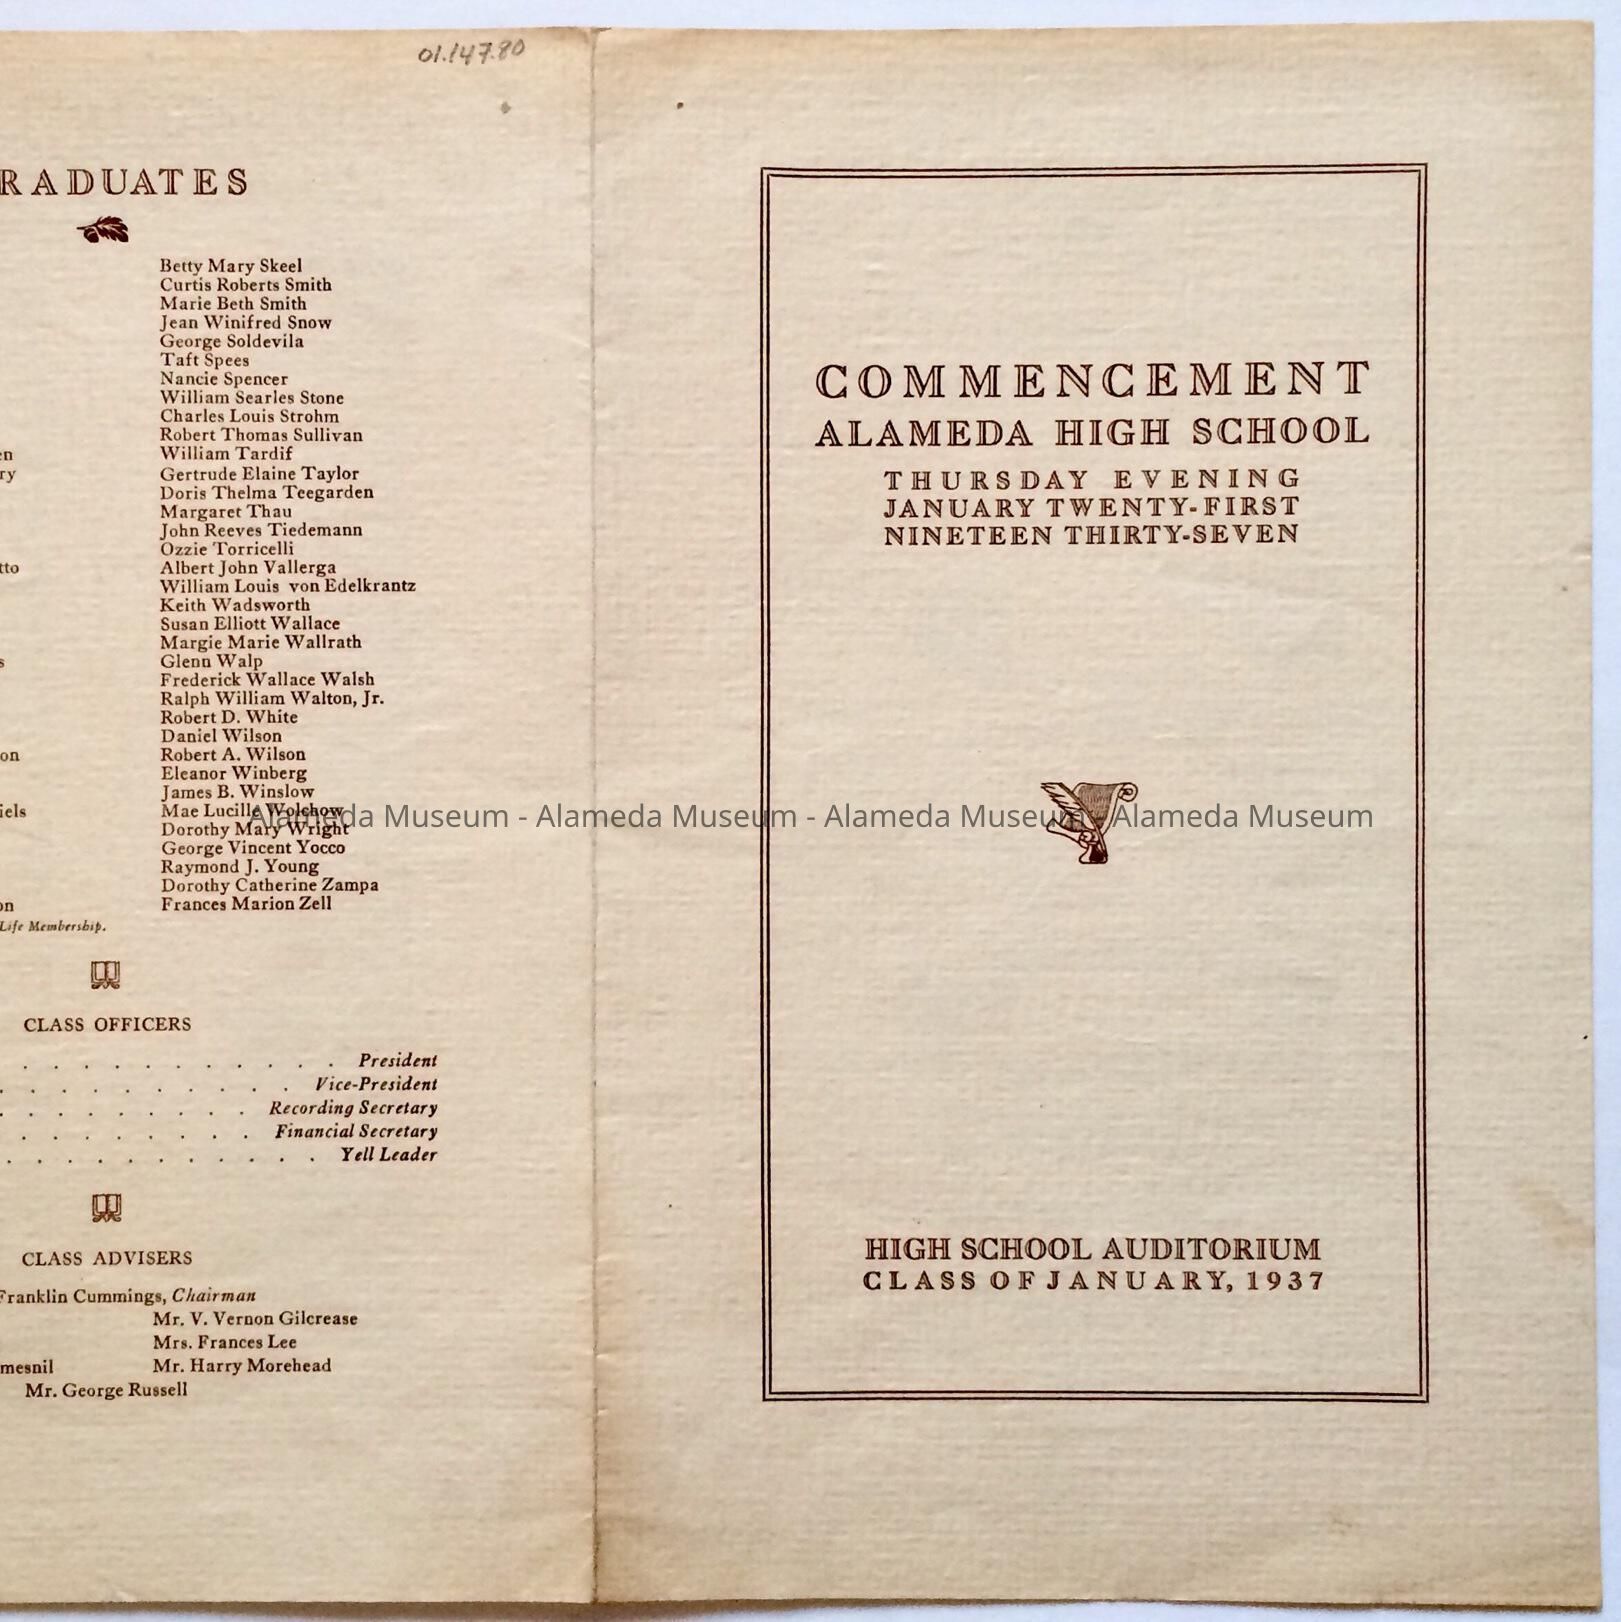 01.147.80
RADUATES
Betty Mary Skeel
Curtis Roberts Smith
Marie Beth Smith
Jean Winifred Snow
George Soldevila
Taft Spees
Nancie Spencer
William Searles Stone
Charles Louis Strohm
Robert Thomas Sullivan
en William Tardif
ry Gertrude Elaine Taylor
Doris Thelma Teegarden
Margaret Thau
John Reeves Tiedemann
Ozzie Torricelli
tto Albert John Vallerga
William Louis von Edelkrantz
Keith Wadsworth
Susan Elliott Wallace
Margie Marie Wallrath
s Glenn Walp
Frederick Wallace Walsh
Ralph William Walton, Jr.
Robert D. White
Daniel Wilson
on Robert A. Wilson
Eleanor Winberg
James B. Winslow
iels Mae Lucille Wolchow
Dorothy Mary Wright
George Vincent Yocco
Raymond J. Young
Dorothy Catherine Zampa
on Frances Marion Zell
Life Membership.
CLASS OFFICERS
. . . . . . . . . . . President
. . . . . . . . . . Vice-President
. . . . . . . . . Recording Secretary
. . . . . . . . . Financial Secretary
. . . . . . . . . . . Yell Leader
CLASS ADVISERS
Franklin Cummings, Chairman
Mr. V. Vernon Gilcrease
Mrs. Frances Lee
mesnil Mr. Harry Morehead
Mr. George Russell
COMMENCEMENT
ALAMEDA HIGH SCHOOL
THURSDAY EVENING
JANUARY TWENTY-FIRST
NINETEEN THIRTY-SEVEN
HIGH SCHOOL AUDITORIUM
CLASS OF JANUARY, 1937
Alameda Museum - Alameda Museum - Alameda Museum - Alameda Museum